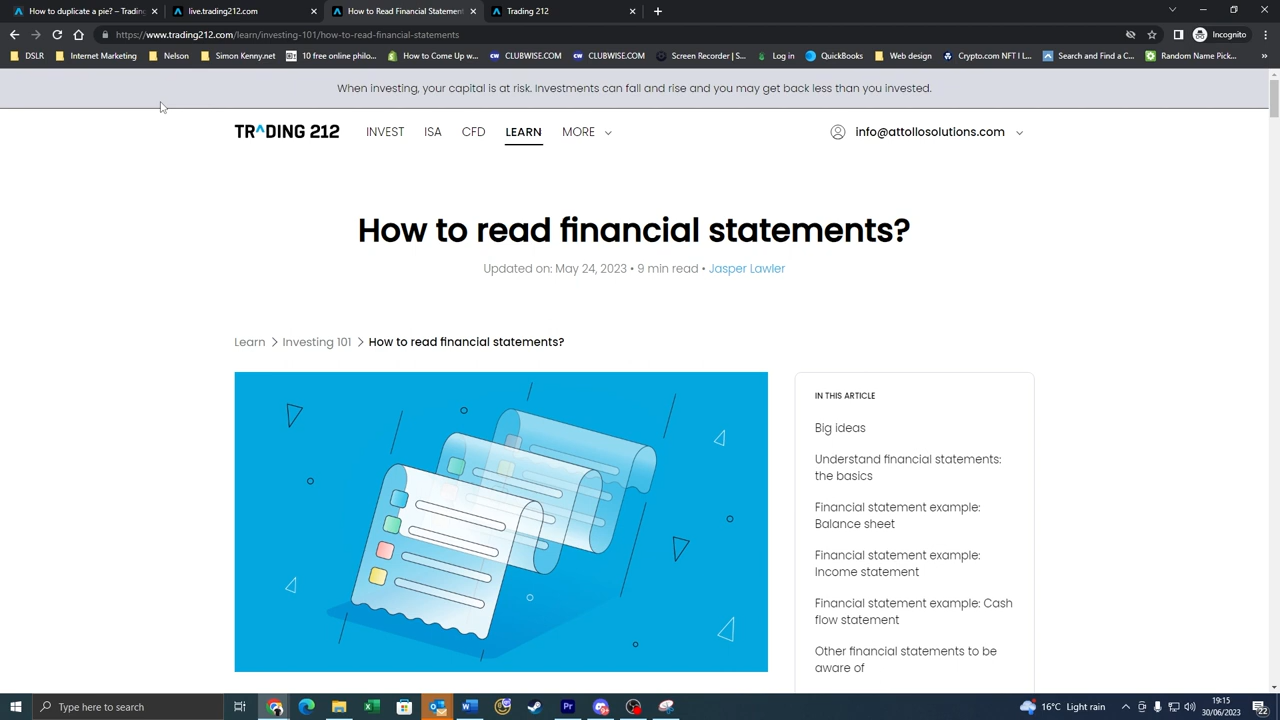 How to duplicate a pie? - Trading
live.trading212.com
How to Read Financial Statement
Trading 212
https://www.trading212.com/learn/investing-101/how-to-read-financial-statements
Incognito
DSLR
Internet Marketing
Nelson
Simon Kenny.net
10 free online philo...
How to Come Up w...
CLUBWISE.COM
CLUBWISE.COM
Screen Recorder | S...
Log in
QuickBooks
Web design
Crypto.com NFT I L...
Search and Find a C...
Random Name Pick...
When investing, your capital is at risk. Investments can fall and rise and you may get back less than you invested.
TRADING 212
INVEST
ISA
CFD
LEARN
MORE
info@attollosolutions.com
How to read financial statements?
Updated on: May 24, 2023 • 9 min read • Jasper Lawler
Learn > Investing 101 > How to read financial statements?
IN THIS ARTICLE
Big ideas
Understand financial statements:
the basics
Financial statement example:
Balance sheet
Financial statement example:
Income statement
Financial statement example: Cash
flow statement
Other financial statements to be
aware of
Type here to search
16°C Light rain
19:15
30/06/2023